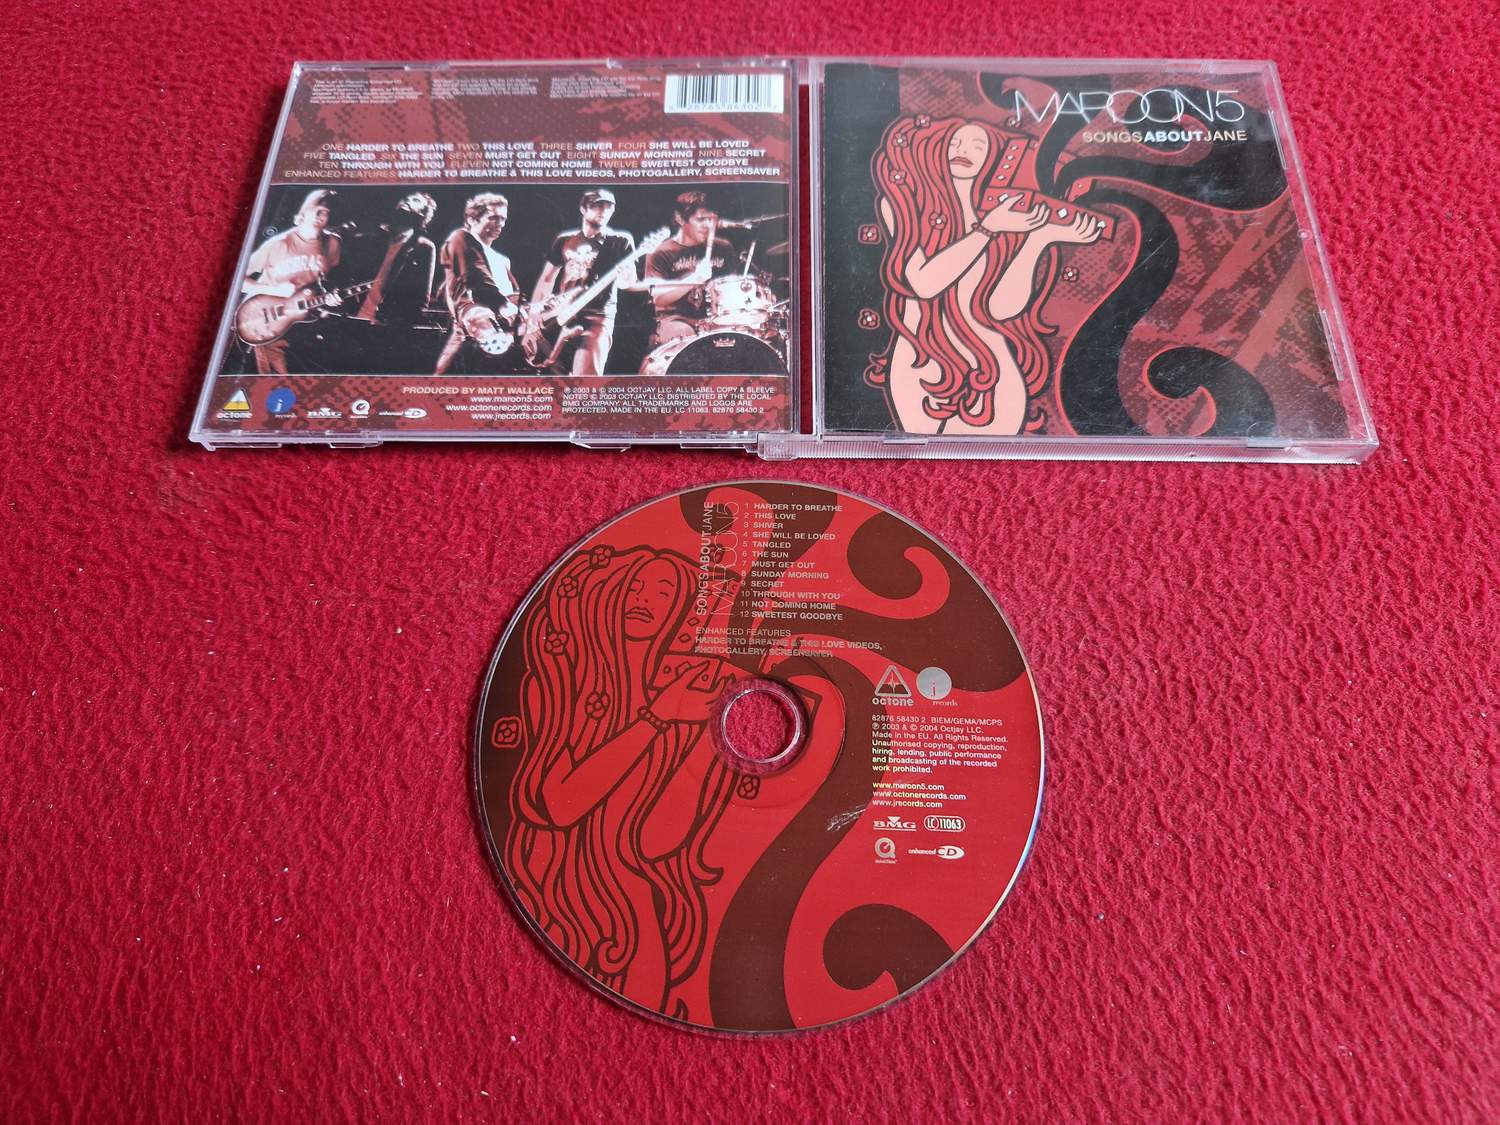 8 28765 84302 7
ONE HARDER TO BREATHE TWO THIS LOVE THREE SHIVER FOUR SHE WILL BE LOVED
FIVE TANGLED SIX THE SUN SEVEN MUST GET OUT EIGHT SUNDAY MORNING NINE SECRET
TEN THROUGH WITH YOU ELEVEN NOT COMING HOME TWELVE SWEETEST GOODBYE
ENHANCED FEATURES HARDER TO BREATHE & THIS LOVE VIDEOS, PHOTOGALLERY, SCREENSAVER
octone
j records
BMG
enhanced CD
PRODUCED BY MATT WALLACE
www.maroon5.com
www.octonerecords.com
www.jrecords.com
℗ 2003 & © 2004 OCTJAY LLC. ALL LABEL COPY & SLEEVE
NOTES © 2003 OCTJAY LLC. DISTRIBUTED BY THE LOCAL
BMG COMPANY. ALL TRADEMARKS AND LOGOS ARE
PROTECTED. MADE IN THE EU. LC 11063. 82876 58430 2
MAROON5
SONGSABOUTJANE
SONGSABOUTJANE
MAROON5
1 HARDER TO BREATHE
2 THIS LOVE
3 SHIVER
4 SHE WILL BE LOVED
5 TANGLED
6 THE SUN
7 MUST GET OUT
8 SUNDAY MORNING
9 SECRET
10 THROUGH WITH YOU
11 NOT COMING HOME
12 SWEETEST GOODBYE
ENHANCED FEATURES
HARDER TO BREATHE & THIS LOVE VIDEOS,
PHOTOGALLERY, SCREENSAVER
octone
j records
82876 58430 2 BIEM/GEMA/MCPS
℗ 2003 & © 2004 Octjay LLC.
Made in the EU. All Rights Reserved.
Unauthorised copying, reproduction,
hiring, lending, public performance
and broadcasting of the recorded
work prohibited.
www.maroon5.com
www.octonerecords.com
www.jrecords.com
BMG LC 11063
QuickTime
enhanced CD